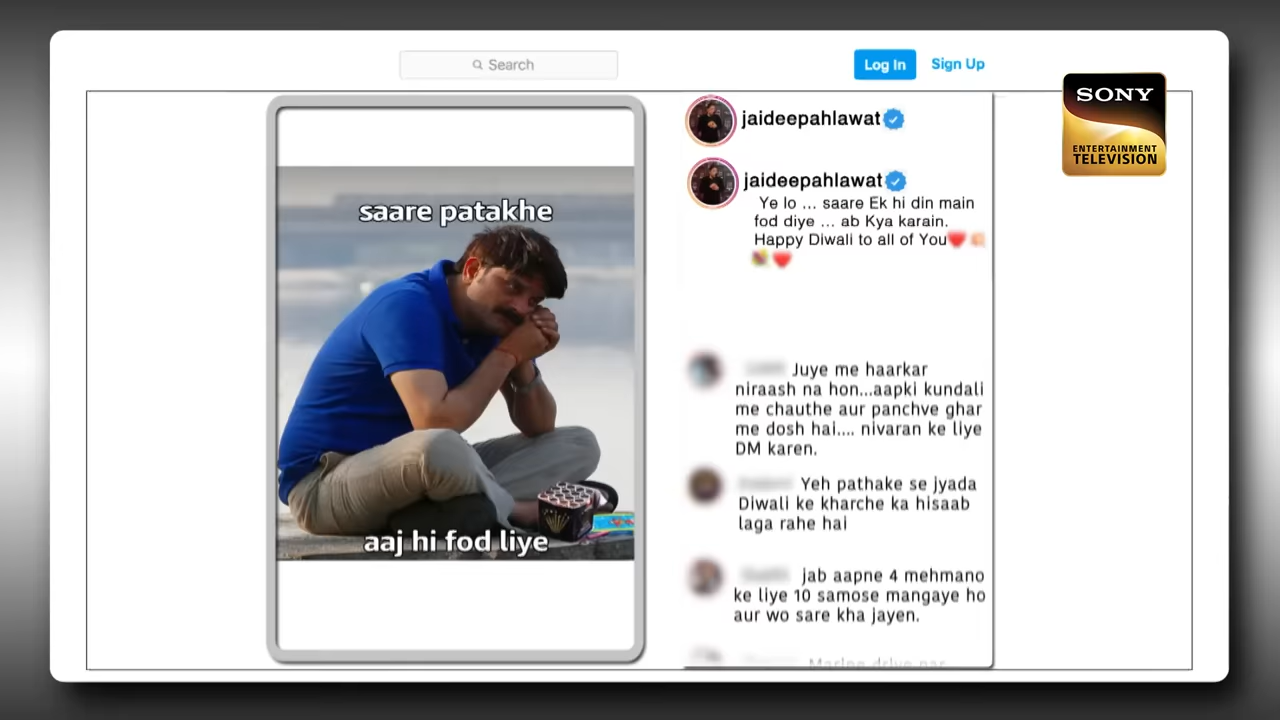 Search
Log In
Sign Up
SONY
ENTERTAINMENT
TELEVISION
saare patakhe
aaj hi fod liye
jaideepahlawat
jaideepahlawat
Ye lo ... saare Ek hi din main
fod diye ... ab Kya karain.
Happy Diwali to all of You❤️
❤️
Juye me haarkar
niraash na hon...aapki kundali
me chauthe aur panchve ghar
me dosh hai.... nivaran ke liye
DM karen.
Yeh pathake se jyada
Diwali ke kharche ka hisaab
laga rahe hai
jab aapne 4 mehmano
ke liye 10 samose mangaye ho
aur wo sare kha jayen.